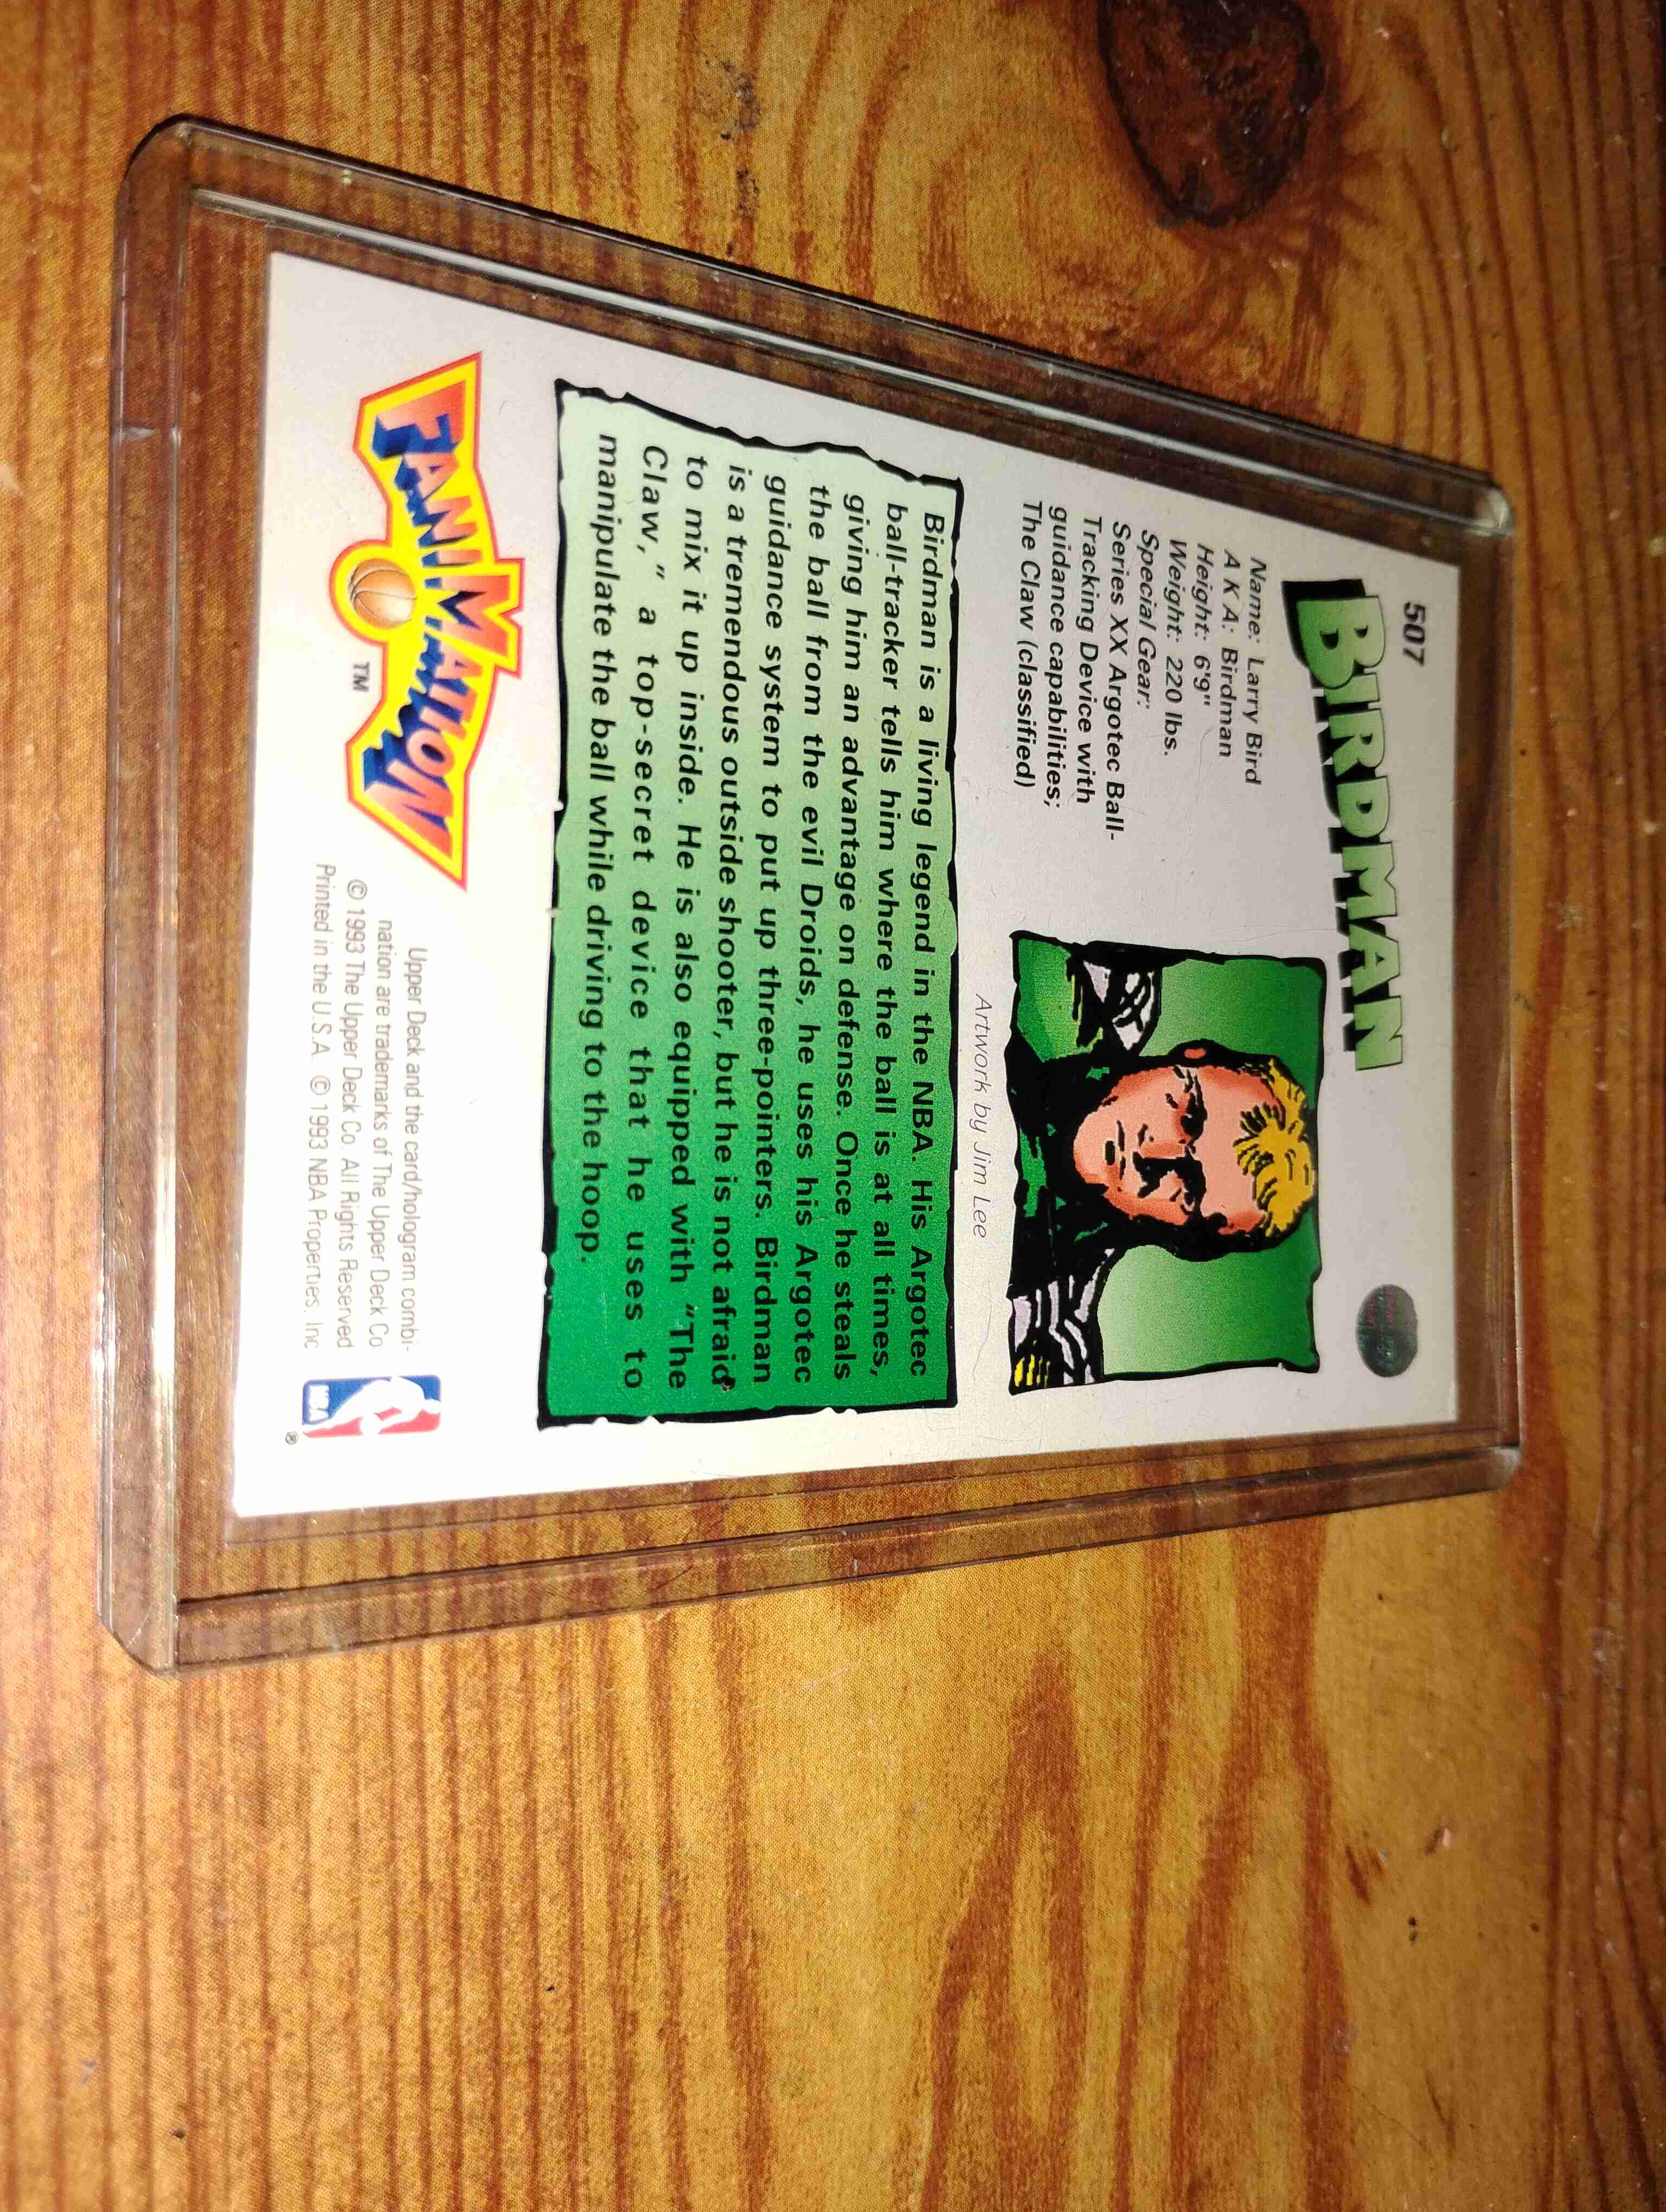 507
BIRDMAN
Name: Larry Bird
A K A: Birdman
Height: 6'9"
Weight: 220 lbs.
Special Gear:
Series XX Argotec Ball-
Tracking Device with
guidance capabilities;
The Claw (classified)
Artwork by Jim Lee
Birdman is a living legend in the NBA. His Argotec
ball-tracker tells him where the ball is at all times,
giving him an advantage on defense. Once he steals
the ball from the evil Droids, he uses his Argotec
guidance system to put up three-pointers. Birdman
is a tremendous outside shooter, but he is not afraid
to mix it up inside. He is also equipped with "The
Claw," a top-secret device that he uses to
manipulate the ball while driving to the hoop.
FANIMATION
TM
Upper Deck and the card/hologram combi-
nation are trademarks of The Upper Deck Co
© 1993 The Upper Deck Co. All Rights Reserved
Printed in the U.S.A. © 1993 NBA Properties, Inc
NBA
®